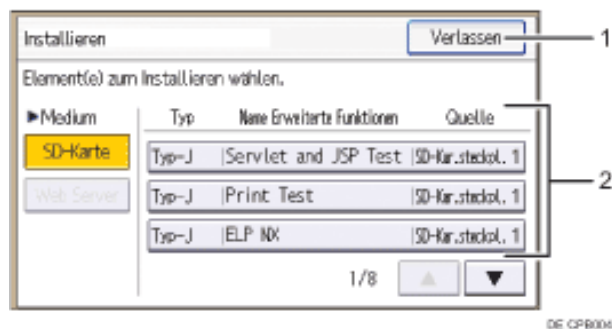 Installieren
Verlassen
1
Element(e) zum Installieren wählen.
►Medium
Typ
Name Erweiterte Funktionen
Quelle
SD-Karte
Typ-J |Servlet and JSP Test |SD-Kar.steckpl. 1
2
Web Server
Typ-J |Print Test |SD-Kar.steckpl. 1
Typ-J |ELP NX |SD-Kar.steckpl. 1
1/8 ▲ ▼
DE CPB004